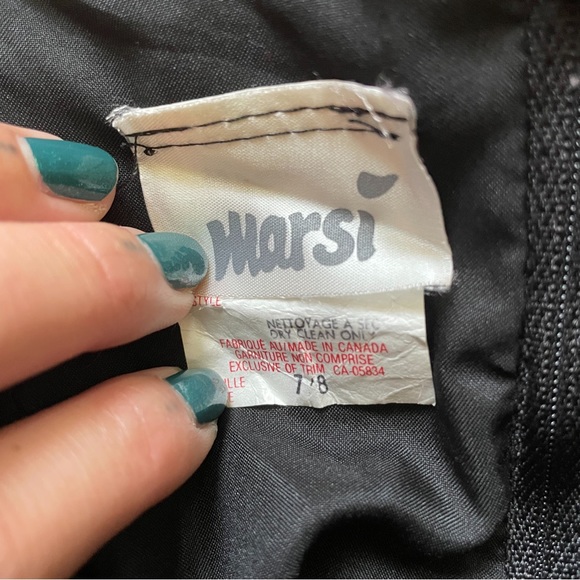 marsi
STYLE
NETTOYAGE A SEC
DRY CLEAN ONLY
FABRIQUE AU/MADE IN CANADA
GARNITURE NON COMPRISE
EXCLUSIVE OF TRIM CA-05834
7/8